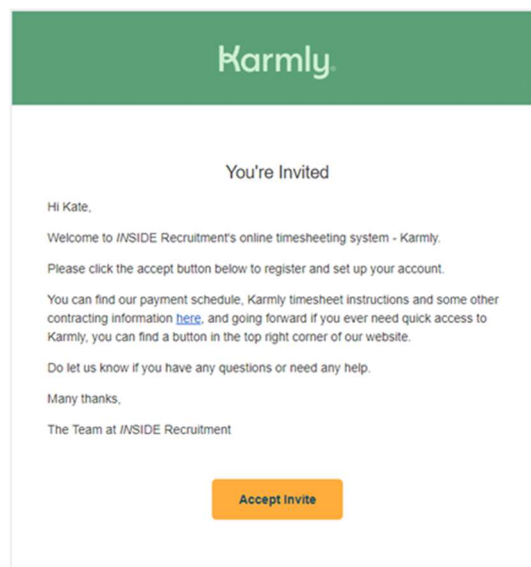 Karmly.
You're Invited
Hi Kate,
Welcome to INSIDE Recruitment's online timesheeting system - Karmly.
Please click the accept button below to register and set up your account.
You can find our payment schedule, Karmly timesheet instructions and some other
contracting information here, and going forward if you ever need quick access to
Karmly, you can find a button in the top right corner of our website.
Do let us know if you have any questions or need any help.
Many thanks,
The Team at INSIDE Recruitment
Accept Invite